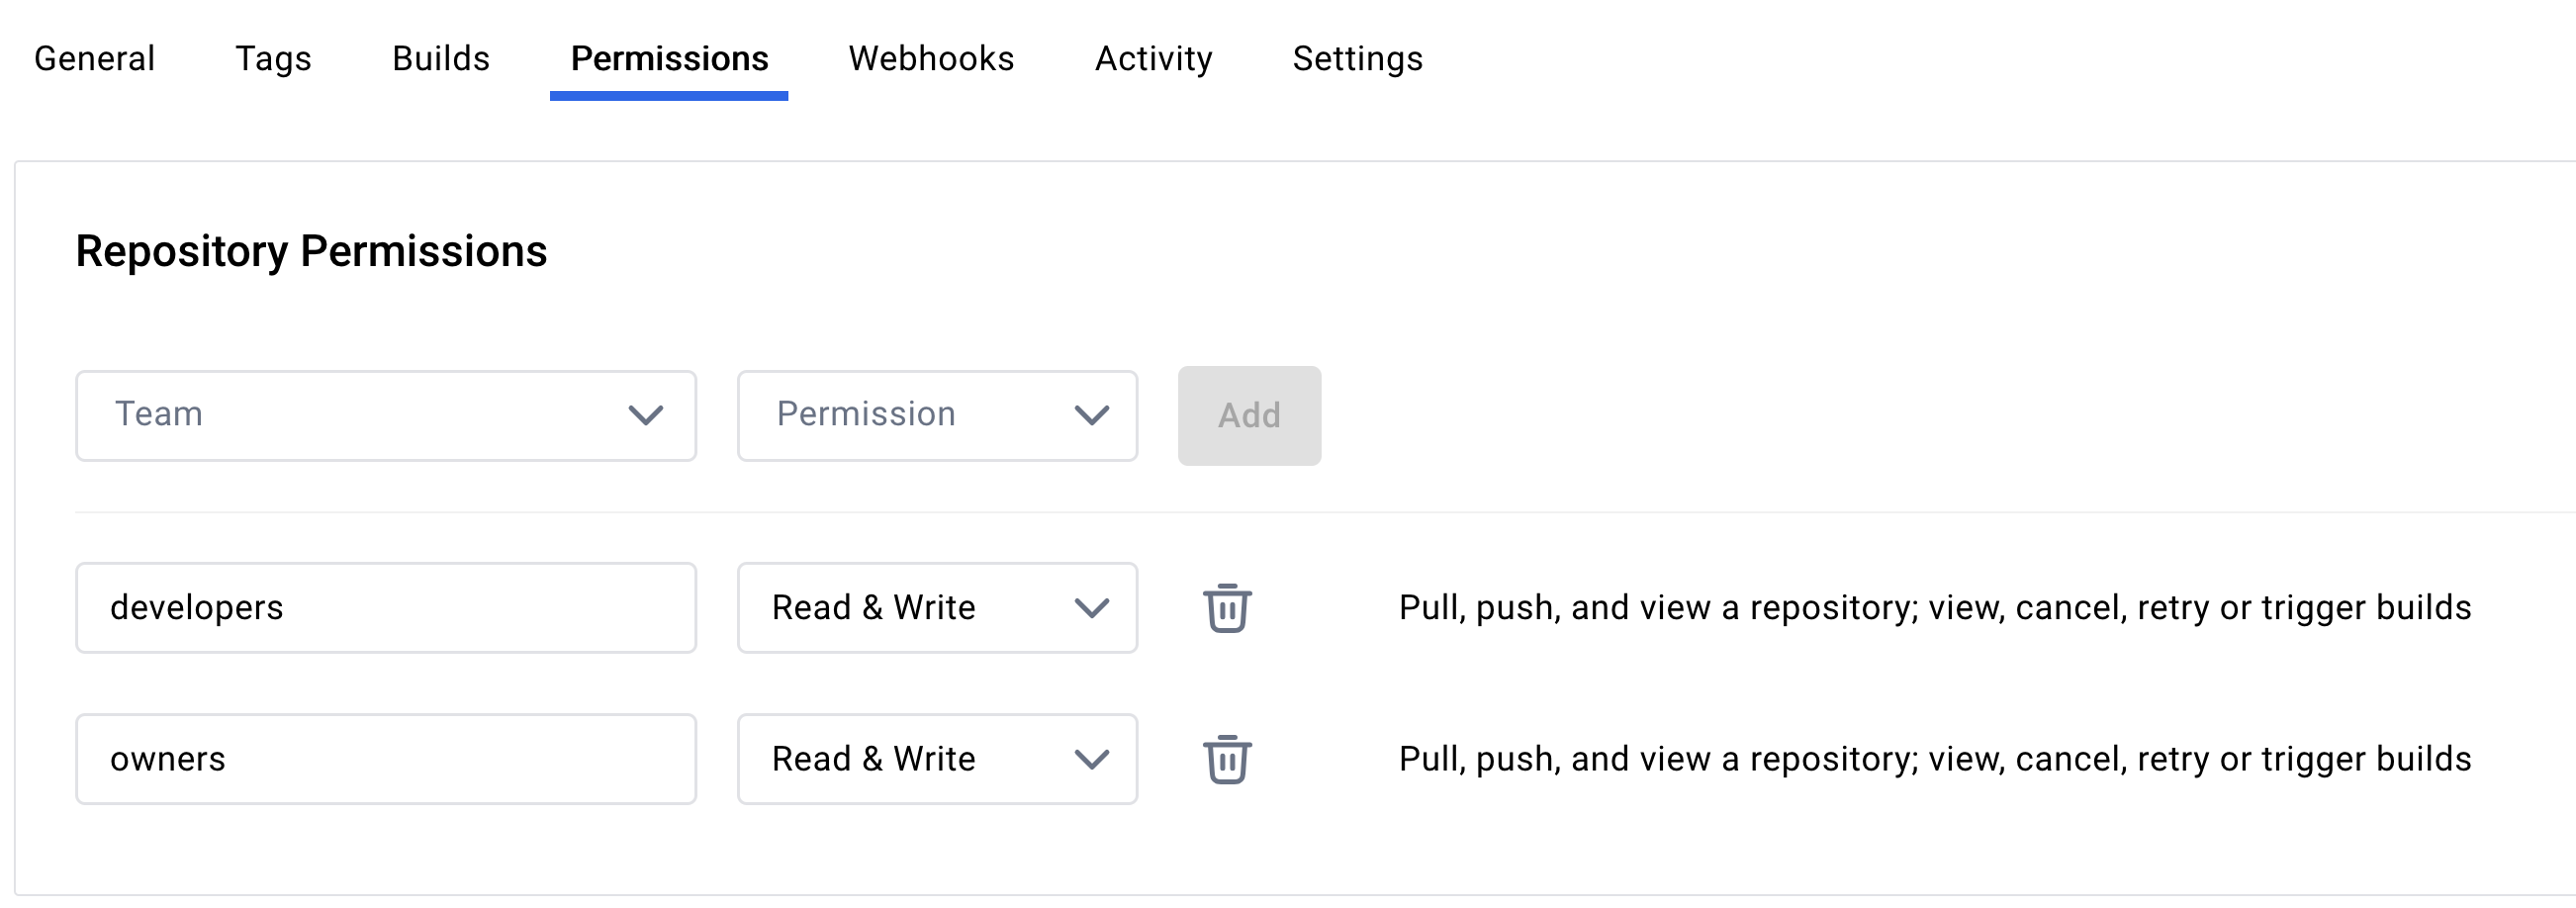 General Tags Builds Permissions Webhooks Activity Settings
Repository Permissions
Team Permission Add
developers Read & Write Pull, push, and view a repository; view, cancel, retry or trigger builds
owners Read & Write Pull, push, and view a repository; view, cancel, retry or trigger builds